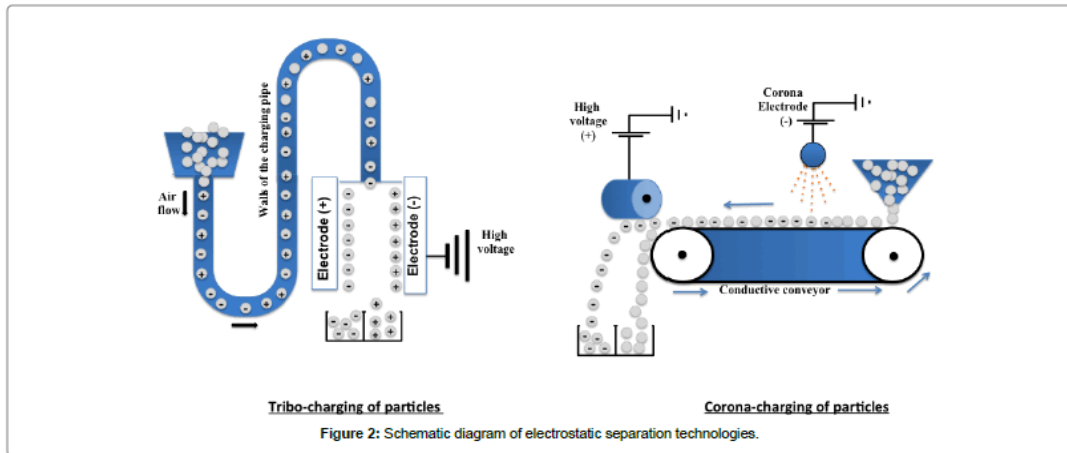 Air
flow
Walls of the charging pipe
Electrode (+)
Electrode (-)
High
voltage
Tribo-charging of particles
High
voltage
(+)
Corona
Electrode
(-)
Conductive conveyor
Corona-charging of particles
Figure 2: Schematic diagram of electrostatic separation technologies.